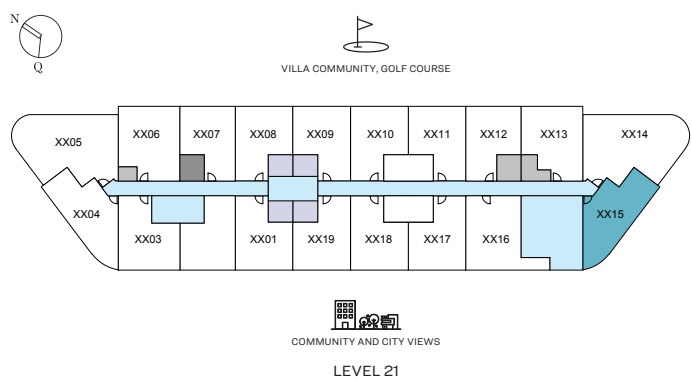 N
Q
VILLA COMMUNITY, GOLF COURSE
XX05 XX06 XX07 XX08 XX09 XX10 XX11 XX12 XX13 XX14
XX04 XX15
XX03 XX01 XX19 XX18 XX17 XX16
COMMUNITY AND CITY VIEWS
LEVEL 21